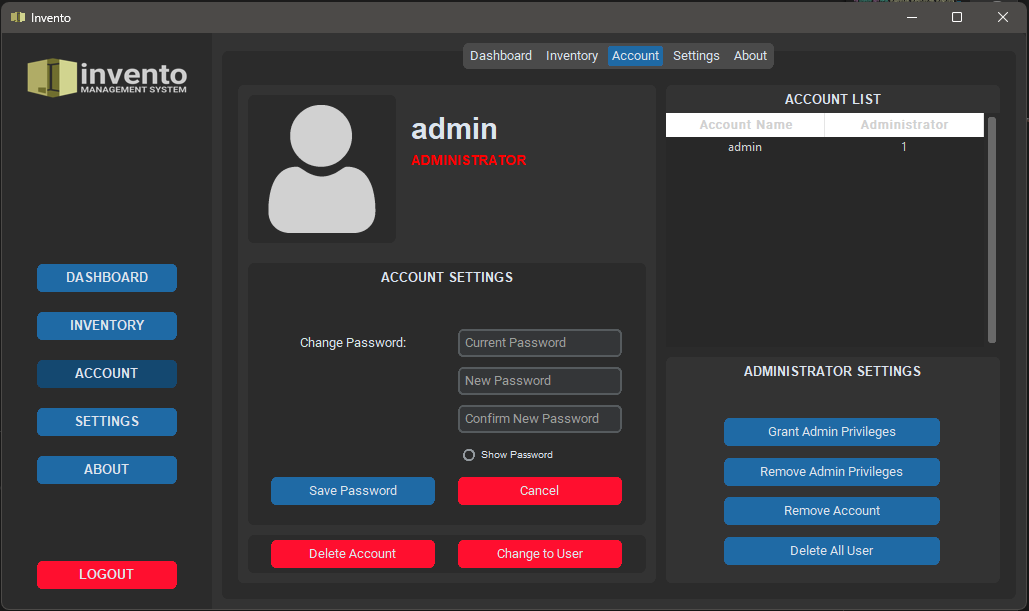 Invento
invento
MANAGEMENT SYSTEM
DASHBOARD
INVENTORY
ACCOUNT
SETTINGS
ABOUT
LOGOUT
Dashboard Inventory Account Settings About
admin
ADMINISTRATOR
ACCOUNT SETTINGS
Change Password:
Current Password
New Password
Confirm New Password
Show Password
Save Password Cancel
Delete Account Change to User
ACCOUNT LIST
Account Name Administrator
admin 1
ADMINISTRATOR SETTINGS
Grant Admin Privileges
Remove Admin Privileges
Remove Account
Delete All User